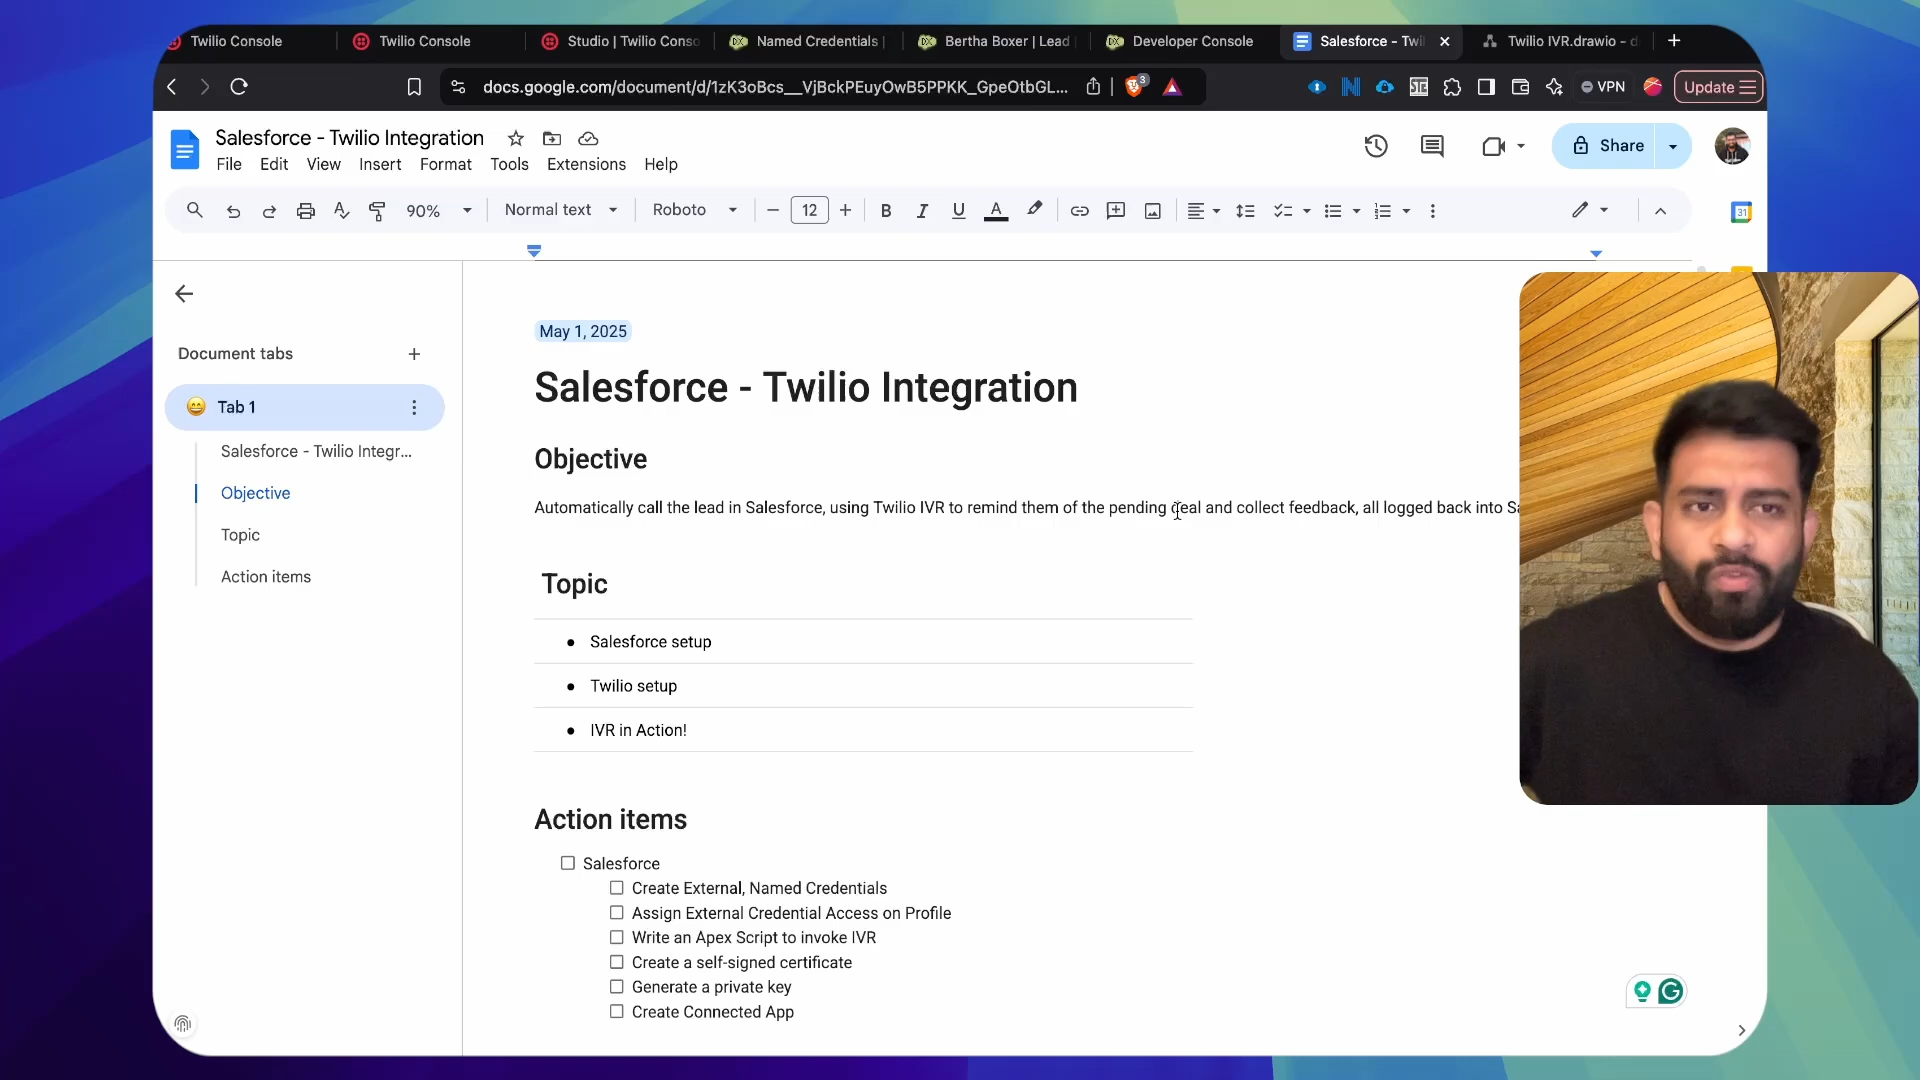 Twilio Console
Twilio Console
Studio | Twilio Conso
Named Credentials |
Bertha Boxer | Lead
Developer Console
Salesforce - Twi
Twilio IVR.drawio - d
docs.google.com/document/d/1zK3oBcs__VjBckPEuyOwB5PPKK_GpeOtbGL...
3
VPN
Update
Salesforce - Twilio Integration
File Edit View Insert Format Tools Extensions Help
Share
90%
Normal text
Roboto
12
31
Document tabs
Tab 1
Salesforce - Twilio Integr...
Objective
Topic
Action items
May 1, 2025
Salesforce - Twilio Integration
Objective
Automatically call the lead in Salesforce, using Twilio IVR to remind them of the pending deal and collect feedback, all logged back into Sa
Topic
● Salesforce setup
● Twilio setup
● IVR in Action!
Action items
Salesforce
Create External, Named Credentials
Assign External Credential Access on Profile
Write an Apex Script to invoke IVR
Create a self-signed certificate
Generate a private key
Create Connected App